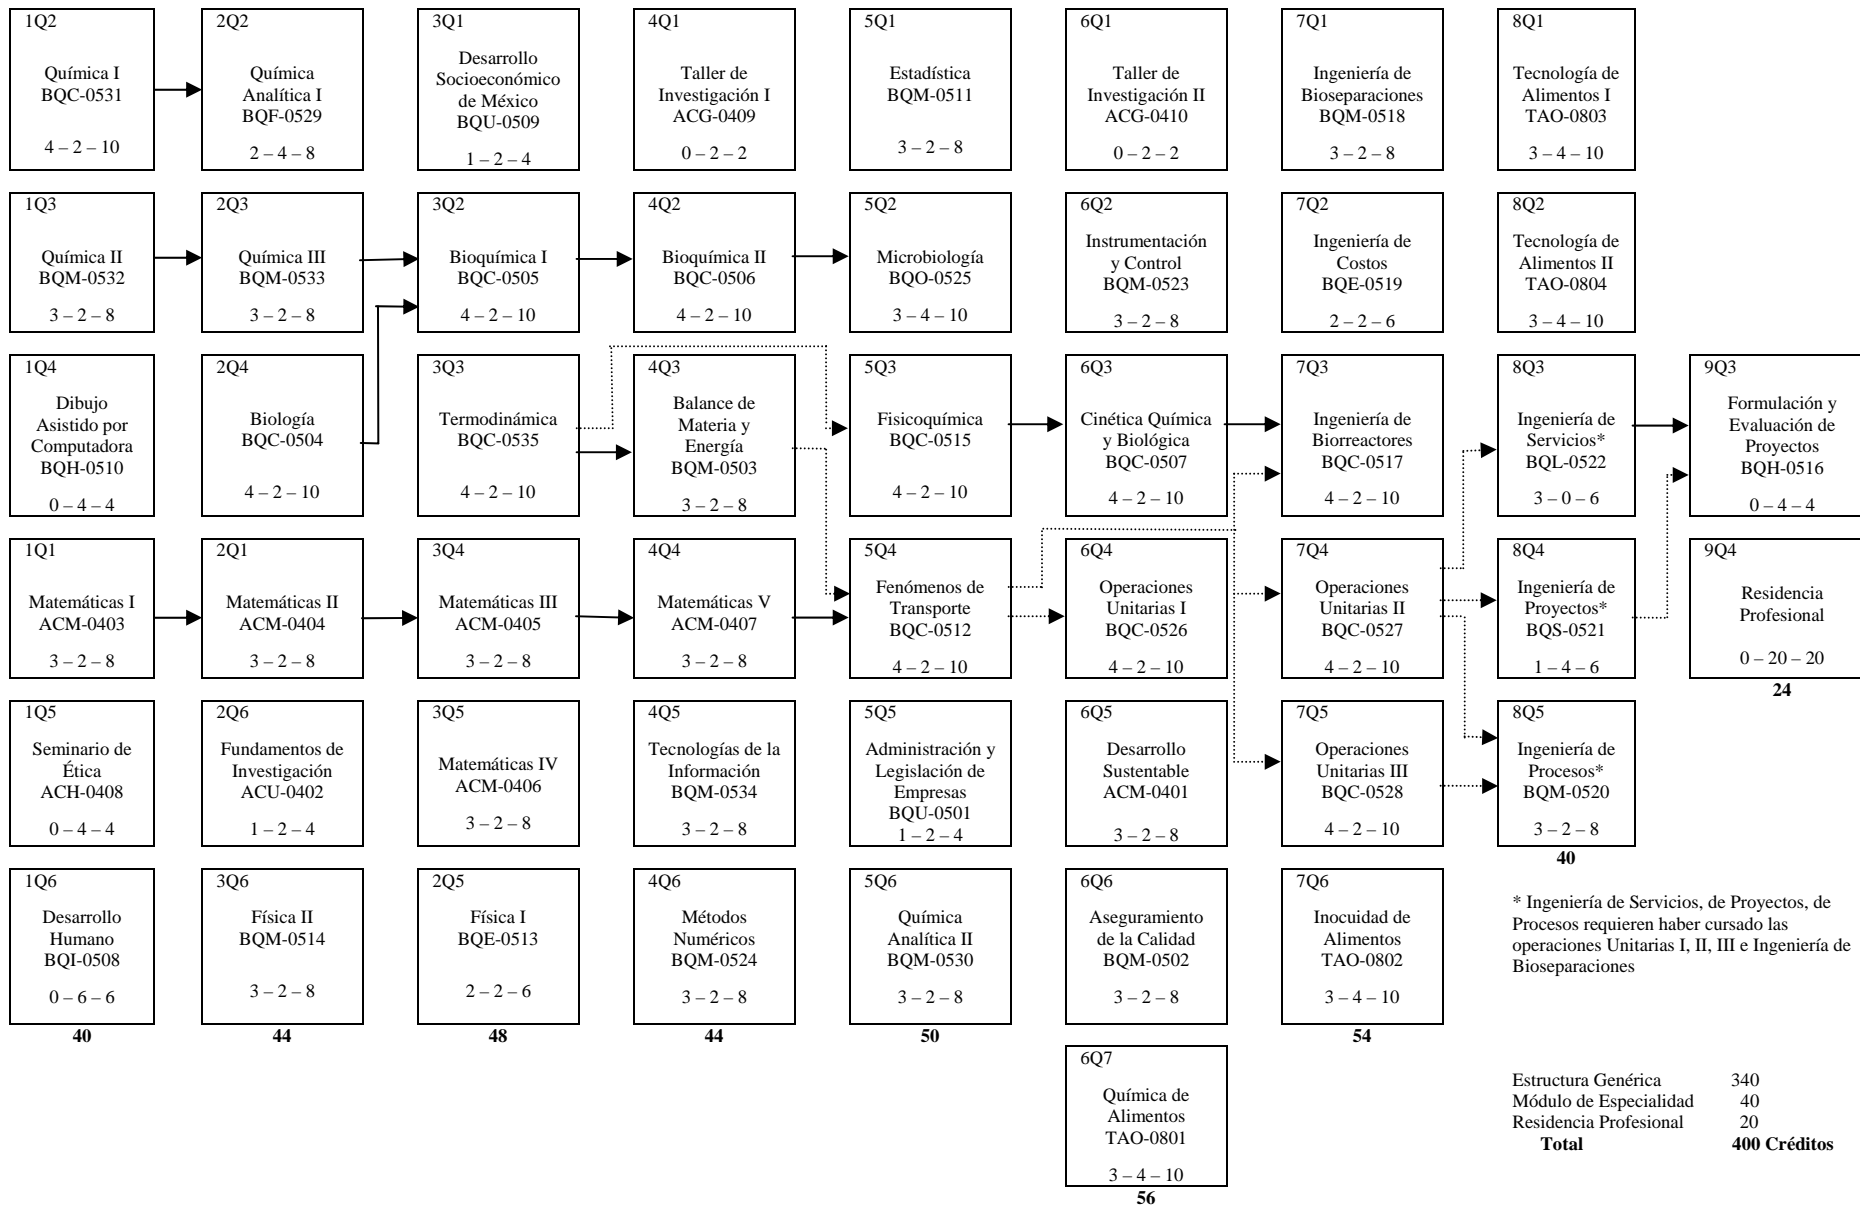 1Q2
Química I
BQC-0531
4 – 2 – 10
2Q2
Química
Analítica I
BQF-0529
2 – 4 – 8
3Q1
Desarrollo
Socioeconómico
de México
BQU-0509
1 – 2 – 4
4Q1
Taller de
Investigación I
ACG-0409
0 – 2 – 2
5Q1
Estadística
BQM-0511
3 – 2 – 8
6Q1
Taller de
Investigación II
ACG-0410
0 – 2 – 2
7Q1
Ingeniería de
Bioseparaciones
BQM-0518
3 – 2 – 8
8Q1
Tecnología de
Alimentos I
TAO-0803
3 – 4 – 10
1Q3
Química II
BQM-0532
3 – 2 – 8
2Q3
Química III
BQM-0533
3 – 2 – 8
3Q2
Bioquímica I
BQC-0505
4 – 2 – 10
4Q2
Bioquímica II
BQC-0506
4 – 2 – 10
5Q2
Microbiología
BQO-0525
3 – 4 – 10
6Q2
Instrumentación
y Control
BQM-0523
3 – 2 – 8
7Q2
Ingeniería de
Costos
BQE-0519
2 – 2 – 6
8Q2
Tecnología de
Alimentos II
TAO-0804
3 – 4 – 10
1Q4
Dibujo
Asistido por
Computadora
BQH-0510
0 – 4 – 4
2Q4
Biología
BQC-0504
4 – 2 – 10
3Q3
Termodinámica
BQC-0535
4 – 2 – 10
4Q3
Balance de
Materia y
Energía
BQM-0503
3 – 2 – 8
5Q3
Fisicoquímica
BQC-0515
4 – 2 – 10
6Q3
Cinética Química
y Biológica
BQC-0507
4 – 2 – 10
7Q3
Ingeniería de
Biorreactores
BQC-0517
4 – 2 – 10
8Q3
Ingeniería de
Servicios*
BQL-0522
3 – 0 – 6
9Q3
Formulación y
Evaluación de
Proyectos
BQH-0516
0 – 4 – 4
1Q1
Matemáticas I
ACM-0403
3 – 2 – 8
2Q1
Matemáticas II
ACM-0404
3 – 2 – 8
3Q4
Matemáticas III
ACM-0405
3 – 2 – 8
4Q4
Matemáticas V
ACM-0407
3 – 2 – 8
5Q4
Fenómenos de
Transporte
BQC-0512
4 – 2 – 10
6Q4
Operaciones
Unitarias I
BQC-0526
4 – 2 – 10
7Q4
Operaciones
Unitarias II
BQC-0527
4 – 2 – 10
8Q4
Ingeniería de
Proyectos*
BQS-0521
1 – 4 – 6
9Q4
Residencia
Profesional
0 – 20 – 20
24
1Q5
Seminario de
Ética
ACH-0408
0 – 4 – 4
2Q6
Fundamentos de
Investigación
ACU-0402
1 – 2 – 4
3Q5
Matemáticas IV
ACM-0406
3 – 2 – 8
4Q5
Tecnologías de la
Información
BQM-0534
3 – 2 – 8
5Q5
Administración y
Legislación de
Empresas
BQU-0501
1 – 2 – 4
6Q5
Desarrollo
Sustentable
ACM-0401
3 – 2 – 8
7Q5
Operaciones
Unitarias III
BQC-0528
4 – 2 – 10
8Q5
Ingeniería de
Procesos*
BQM-0520
3 – 2 – 8
40
1Q6
Desarrollo
Humano
BQI-0508
0 – 6 – 6
40
3Q6
Física II
BQM-0514
3 – 2 – 8
44
2Q5
Física I
BQE-0513
2 – 2 – 6
48
4Q6
Métodos
Numéricos
BQM-0524
3 – 2 – 8
44
5Q6
Química
Analítica II
BQM-0530
3 – 2 – 8
50
6Q6
Aseguramiento
de la Calidad
BQM-0502
3 – 2 – 8
7Q6
Inocuidad de
Alimentos
TAO-0802
3 – 4 – 10
54
* Ingeniería de Servicios, de Proyectos, de
Procesos requieren haber cursado las
operaciones Unitarias I, II, III e Ingeniería de
Bioseparaciones
6Q7
Química de
Alimentos
TAO-0801
3 – 4 – 10
56
Estructura Genérica 340
Módulo de Especialidad 40
Residencia Profesional 20
Total 400 Créditos